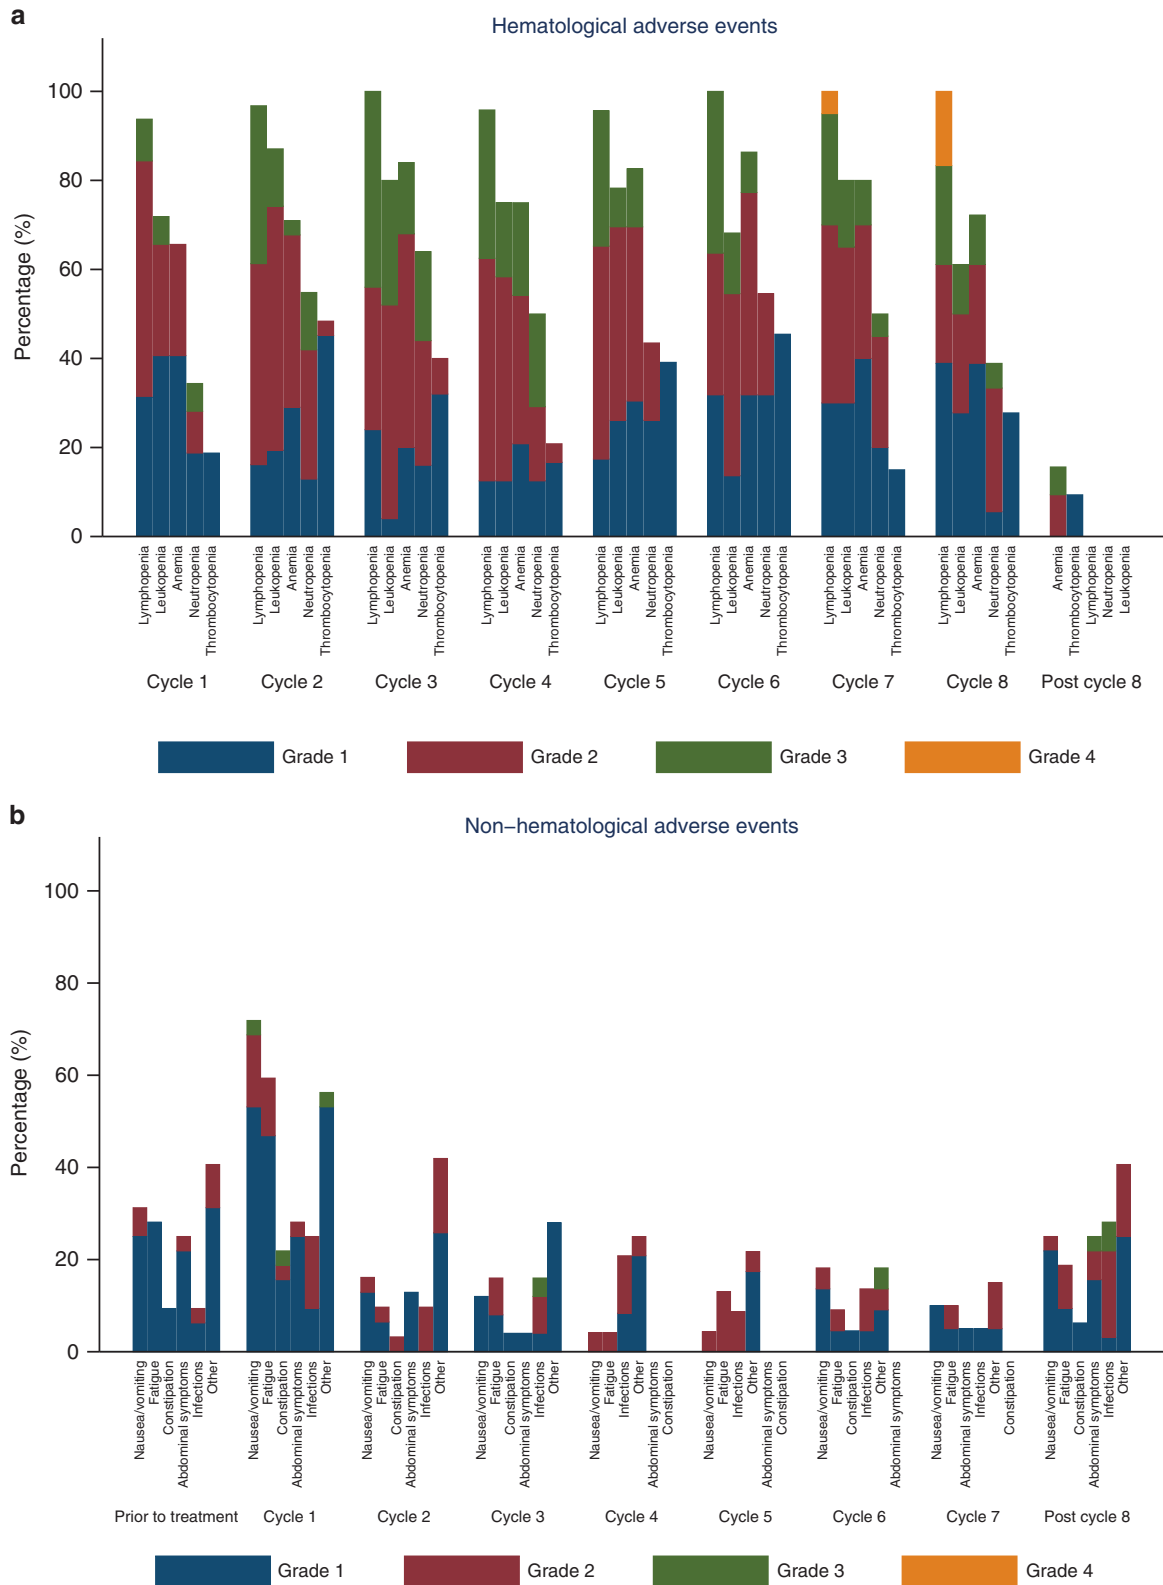 a
Hematological adverse events
Percentage (%)
100
80
60
40
20
0
Lymphopenia
Leukopenia
Anemia
Neutropenia
Thrombocytopenia
Lymphopenia
Leukopenia
Anemia
Neutropenia
Thrombocytopenia
Lymphopenia
Leukopenia
Anemia
Neutropenia
Thrombocytopenia
Lymphopenia
Leukopenia
Anemia
Neutropenia
Thrombocytopenia
Lymphopenia
Leukopenia
Anemia
Neutropenia
Thrombocytopenia
Lymphopenia
Leukopenia
Anemia
Neutropenia
Thrombocytopenia
Lymphopenia
Leukopenia
Anemia
Neutropenia
Thrombocytopenia
Lymphopenia
Leukopenia
Anemia
Neutropenia
Thrombocytopenia
Anemia
Thrombocytopenia
Lymphopenia
Neutropenia
Leukopenia
Cycle 1 Cycle 2 Cycle 3 Cycle 4 Cycle 5 Cycle 6 Cycle 7 Cycle 8 Post cycle 8
Grade 1 Grade 2 Grade 3 Grade 4
b
Non−hematological adverse events
Percentage (%)
100
80
60
40
20
0
Nausea/vomiting
Fatigue
Constipation
Abdominal symptoms
Infections
Other
Nausea/vomiting
Fatigue
Constipation
Abdominal symptoms
Infections
Other
Nausea/vomiting
Fatigue
Constipation
Abdominal symptoms
Infections
Other
Nausea/vomiting
Fatigue
Constipation
Abdominal symptoms
Infections
Other
Nausea/vomiting
Fatigue
Infections
Other
Abdominal symptoms
Constipation
Nausea/vomiting
Fatigue
Infections
Other
Abdominal symptoms
Constipation
Nausea/vomiting
Fatigue
Constipation
Infections
Other
Abdominal symptoms
Nausea/vomiting
Fatigue
Abdominal symptoms
Infections
Other
Constipation
Nausea/vomiting
Fatigue
Constipation
Abdominal symptoms
Infections
Other
Prior to treatment Cycle 1 Cycle 2 Cycle 3 Cycle 4 Cycle 5 Cycle 6 Cycle 7 Post cycle 8
Grade 1 Grade 2 Grade 3 Grade 4